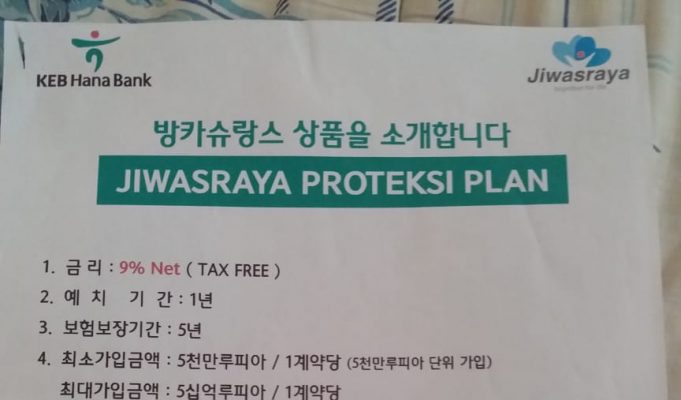 KEB Hana Bank
Jiwasraya
together for life
방카슈랑스 상품을 소개합니다
JIWASRAYA PROTEKSI PLAN
1. 금 리 : 9% Net ( TAX FREE )
2. 예 치 기 간 : 1년
3. 보험보장기간 : 5년
4. 최소가입금액 : 5천만루피아 / 1계약당 (5천만루피아 단위 가입)
최대가입금액 : 5십억루피아 / 1계약당